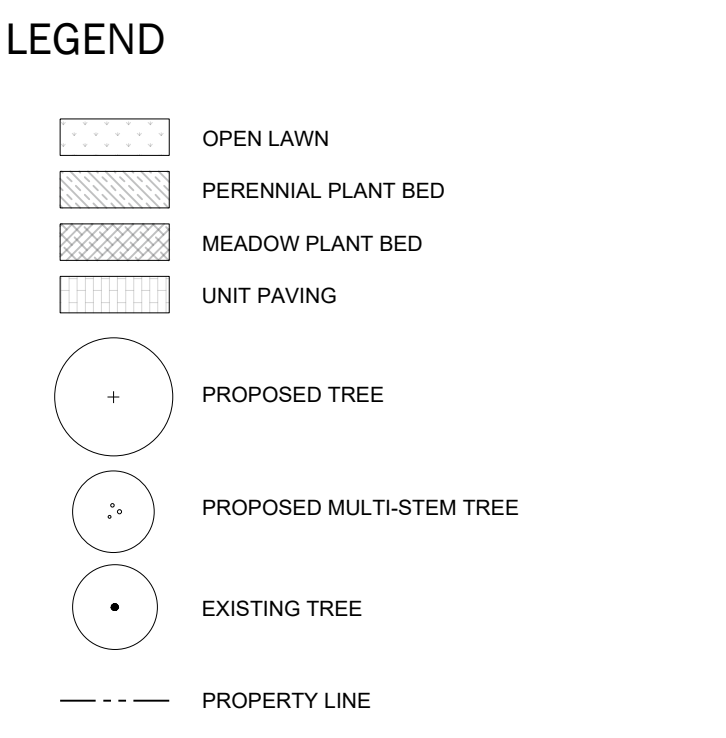 LEGEND
OPEN LAWN
PERENNIAL PLANT BED
MEADOW PLANT BED
UNIT PAVING
PROPOSED TREE
PROPOSED MULTI-STEM TREE
EXISTING TREE
PROPERTY LINE